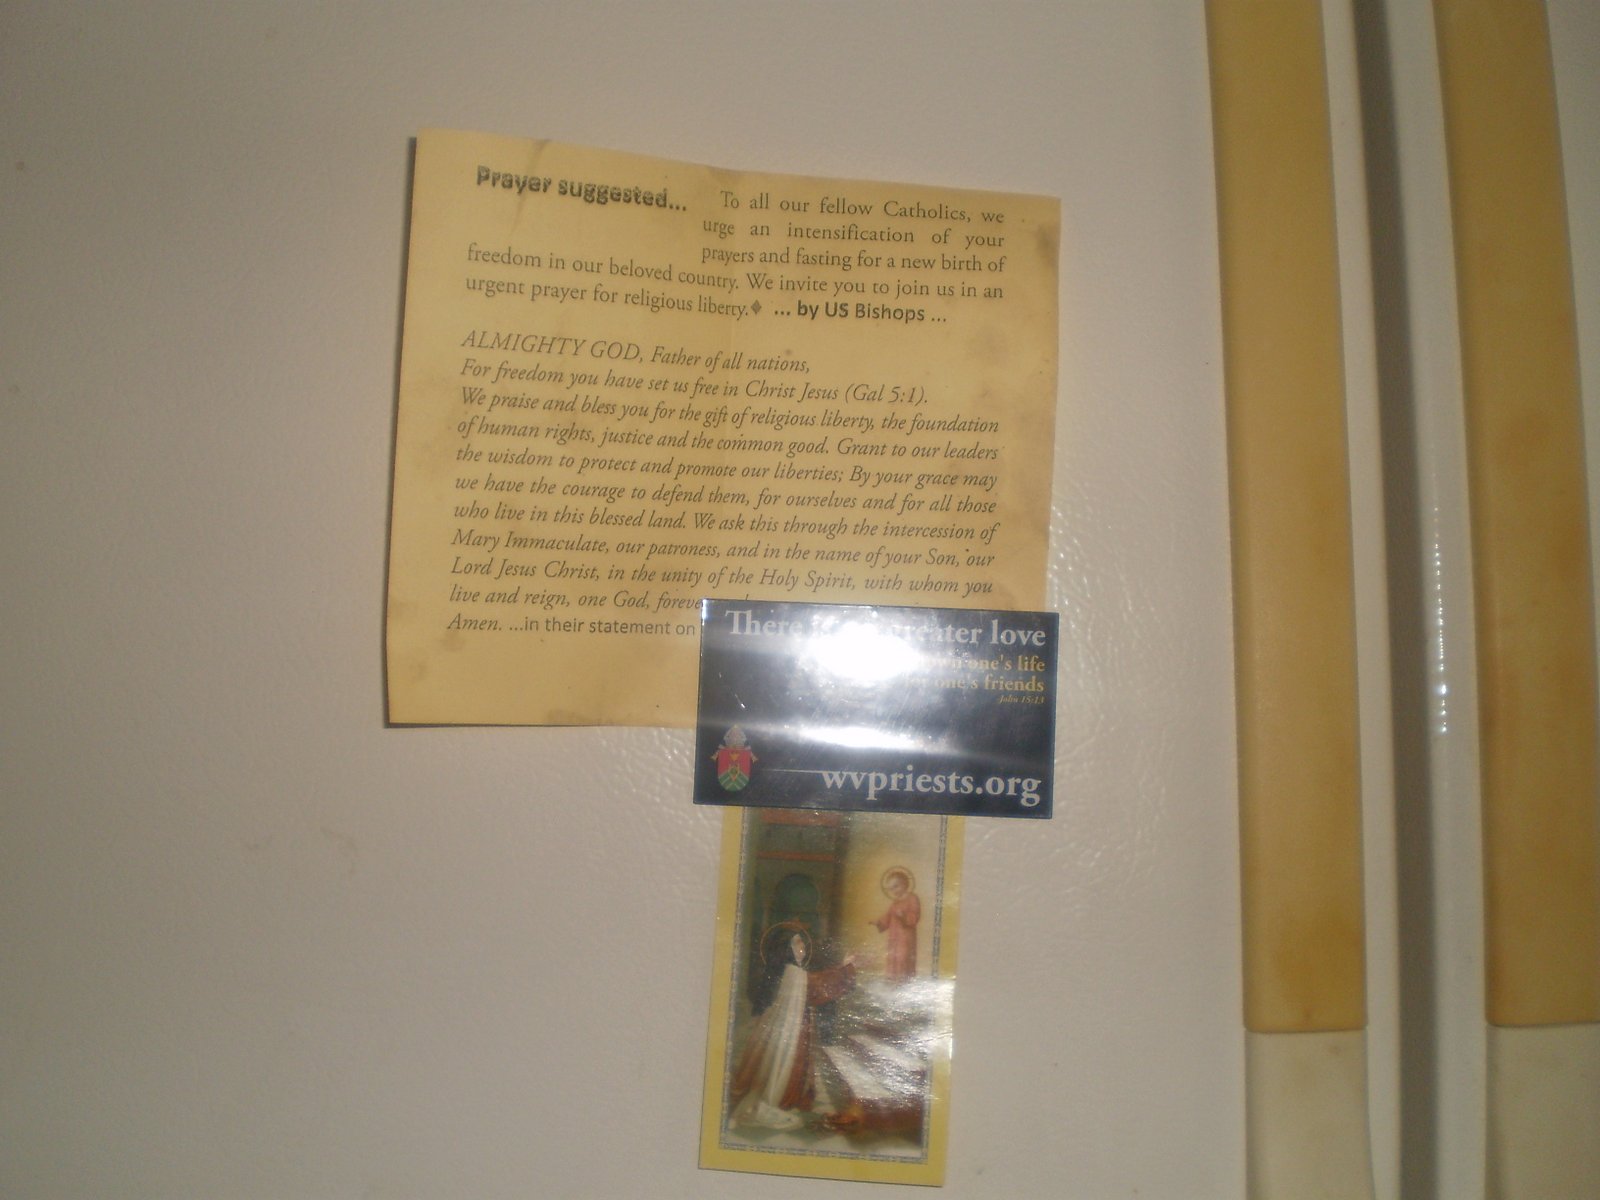 Prayer suggested...
To all our fellow Catholics, we
urge an intensification of your
prayers and fasting for a new birth of
freedom in our beloved country. We invite you to join us in an
urgent prayer for religious liberty.♦ ... by US Bishops ...
ALMIGHTY GOD, Father of all nations,
For freedom you have set us free in Christ Jesus (Gal 5:1).
We praise and bless you for the gift of religious liberty, the foundation
of human rights, justice and the common good. Grant to our leaders
the wisdom to protect and promote our liberties; By your grace may
we have the courage to defend them, for ourselves and for all those
who live in this blessed land. We ask this through the intercession of
Mary Immaculate, our patroness, and in the name of your Son, our
Lord Jesus Christ, in the unity of the Holy Spirit, with whom you
live and reign, one God,
Amen. ...in their statement on
There greater love
one's life
one's friends
John 15:13
wvpriests.org